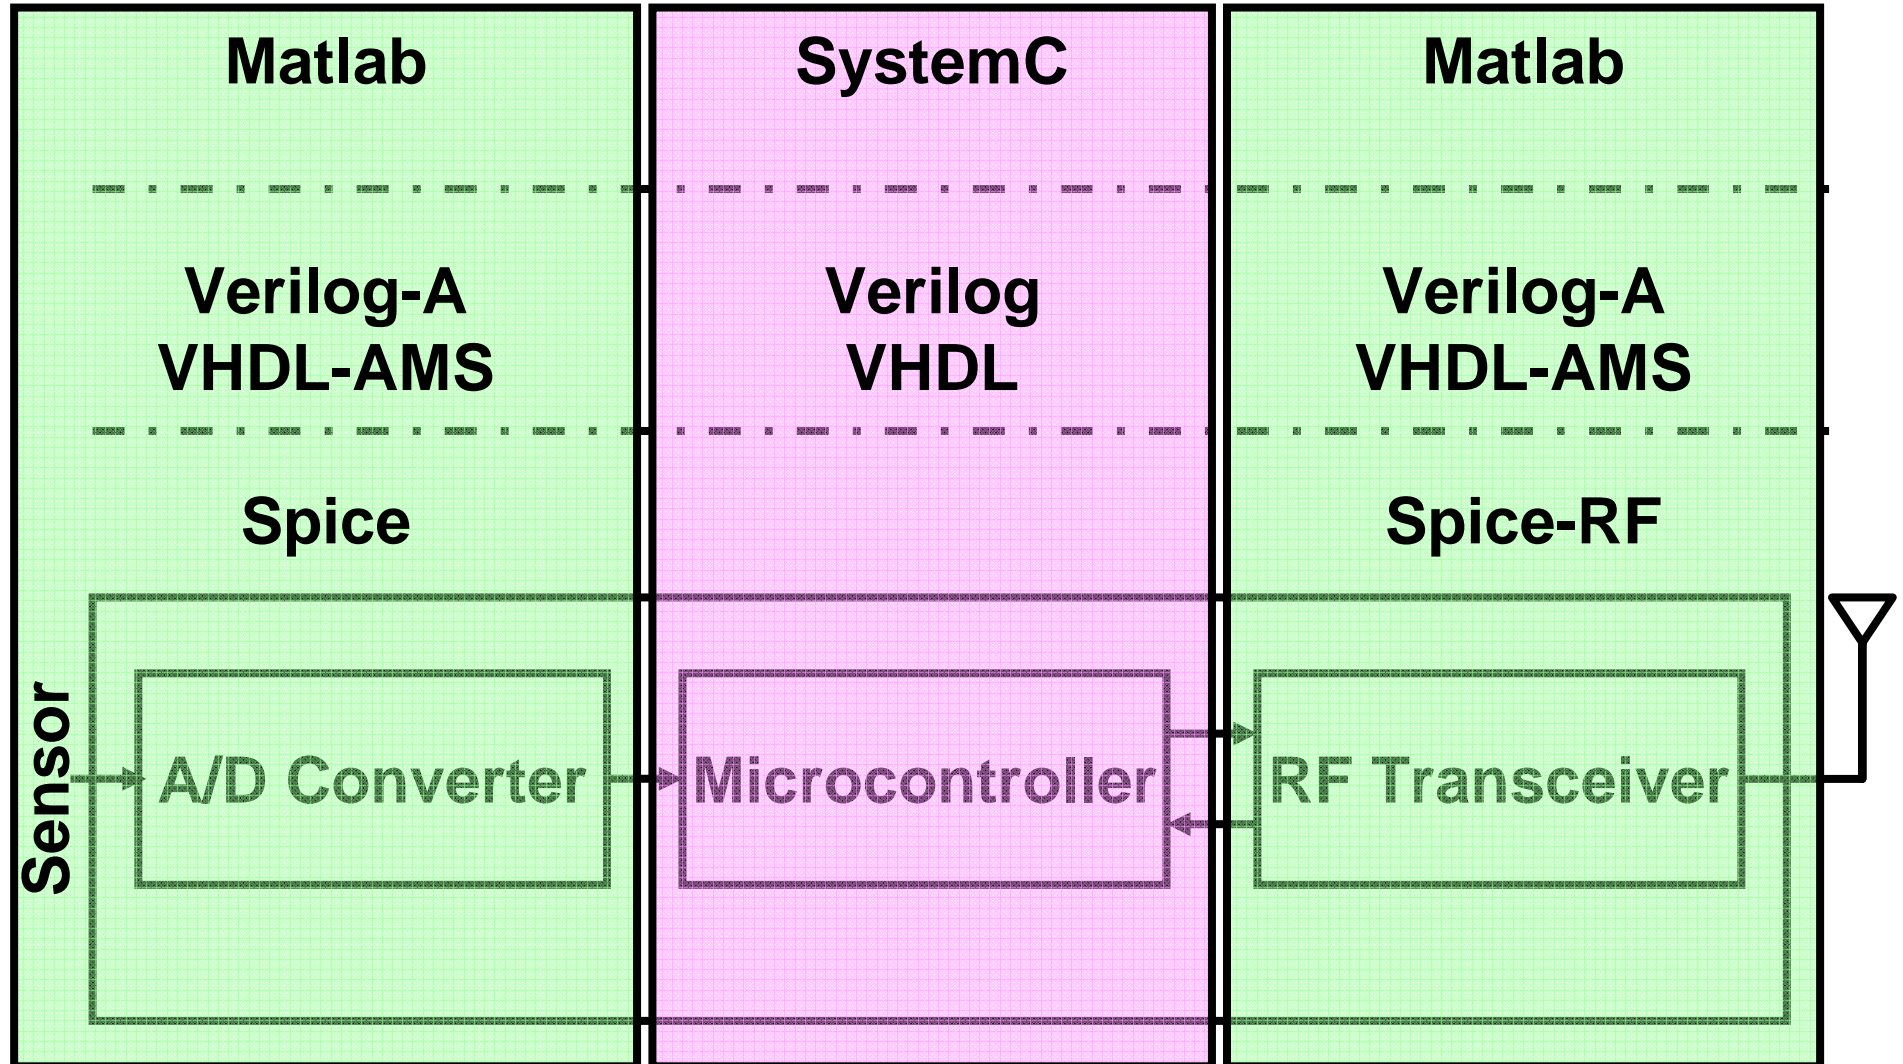 Matlab
SystemC
Matlab
Verilog-A
VHDL-AMS
Verilog
VHDL
Verilog-A
VHDL-AMS
Spice
Spice-RF
Sensor
A/D Converter
Microcontroller
RF Transceiver